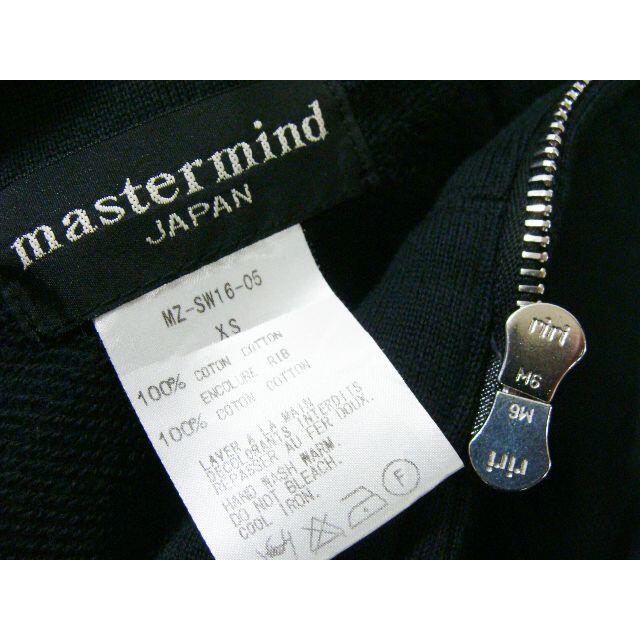 mastermind
JAPAN
MZ-SW16-05
XS
100% COTON COTTON
ENCOLURE RIB
100% COTON COTTON
LAVER A LA MAIN
DECOLORANTS INTERDITS
REPASSER AU FER DOUX.
HAND WASH WARM.
DO NOT BLEACH.
COOL IRON.
F
riri
M6
M6
riri